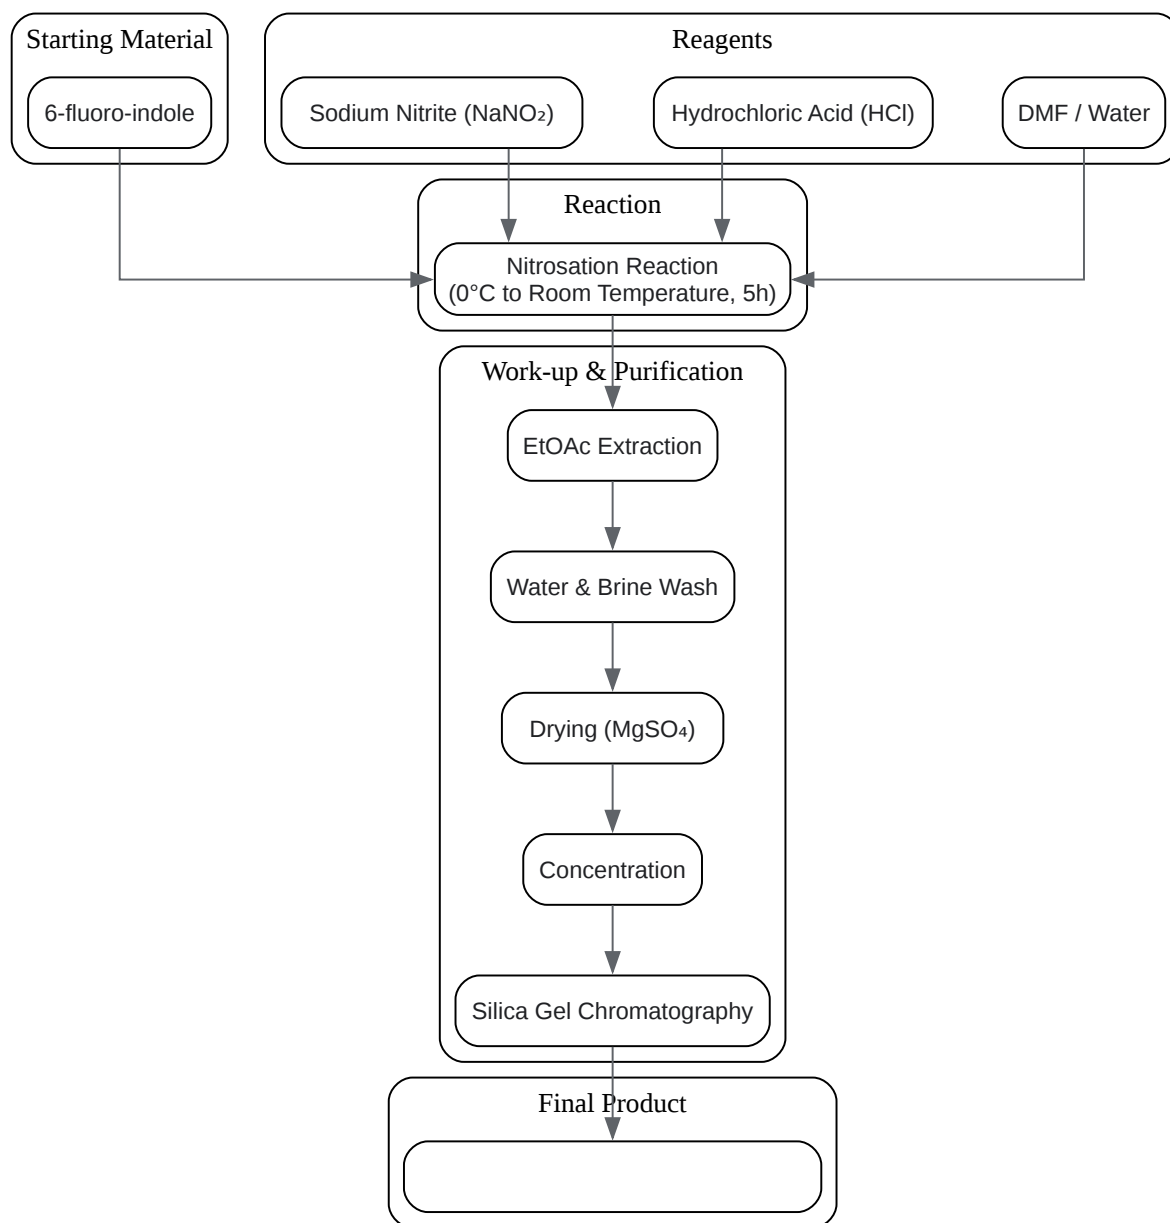 Starting Material
6-fluoro-indole
Reagents
Sodium Nitrite (NaNO₂)
Hydrochloric Acid (HCl)
DMF / Water
Reaction
Nitrosation Reaction
(0°C to Room Temperature, 5h)
Work-up & Purification
EtOAc Extraction
Water & Brine Wash
Drying (MgSO₄)
Concentration
Silica Gel Chromatography
Final Product